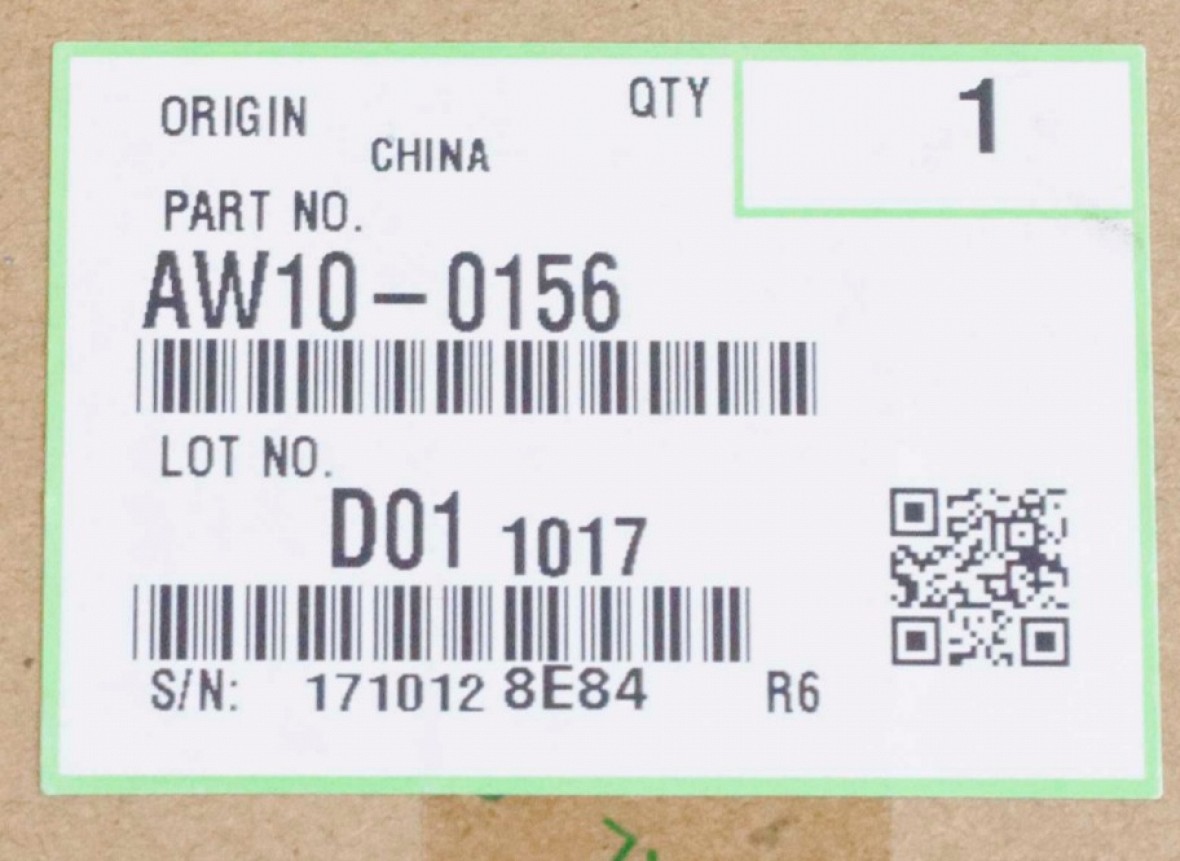 ORIGIN
CHINA
QTY
1
PART NO.
AW10-0156
LOT NO.
D01 1017
S/N: 171012 8E84 R6